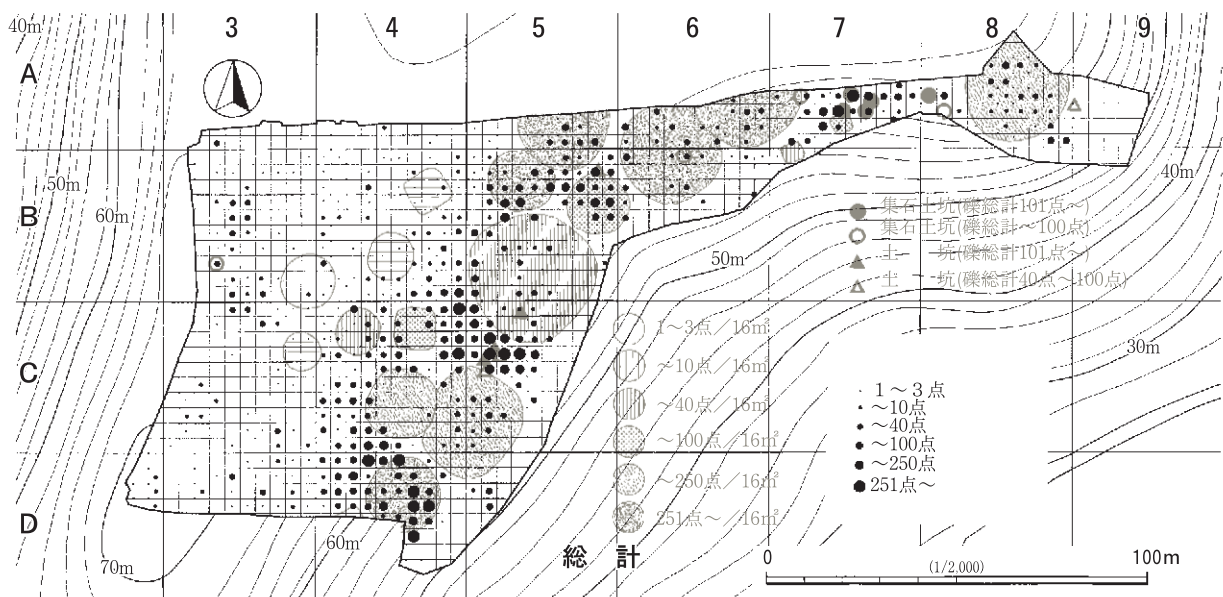 40m
3 4 5 6 7 8 9
A
50m
60m
B
40m
50m
集石土坑(礫総計101点～)
集石土坑(礫総計～100点)
土 坑(礫総計101点～)
土 坑(礫総計40点～100点)
C
30m
1～3点／16㎡
～10点／16㎡
～40点／16㎡
～100点／16㎡
～250点／16㎡
251点～／16㎡
1～3点
～10点
～40点
～100点
～250点
251点～
D
60m
70m
総 計
0 100m
(1/2.000)